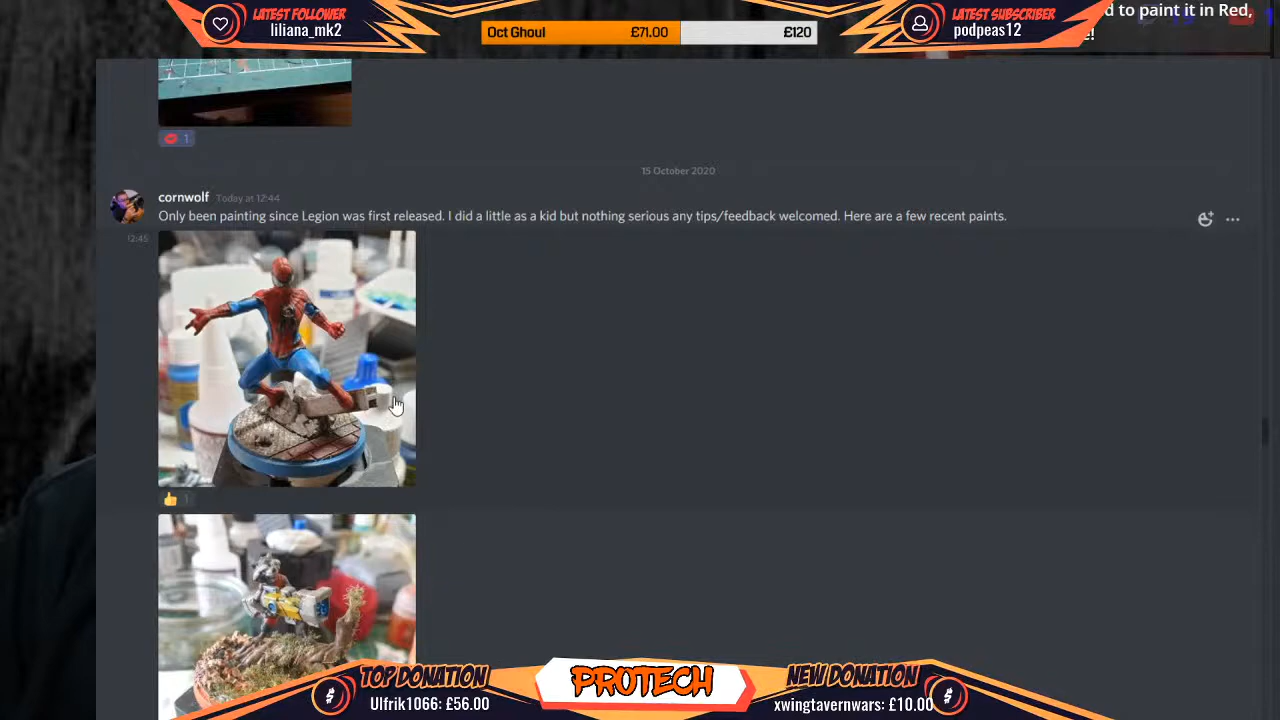 LATEST FOLLOWER
liliana_mk2
Oct Ghoul £71.00 £120
LATEST SUBSCRIBER
podpeas12
d to paint it in Red,
e!
1
15 October 2020
cornwolf Today at 12:44
Only been painting since Legion was first released. I did a little as a kid but nothing serious any tips/feedback welcomed. Here are a few recent paints.
12:45
1
TOP DONATION
Ulfrik1066: £56.00
PROTECH
NEW DONATION
xwingtavernwars: £10.00